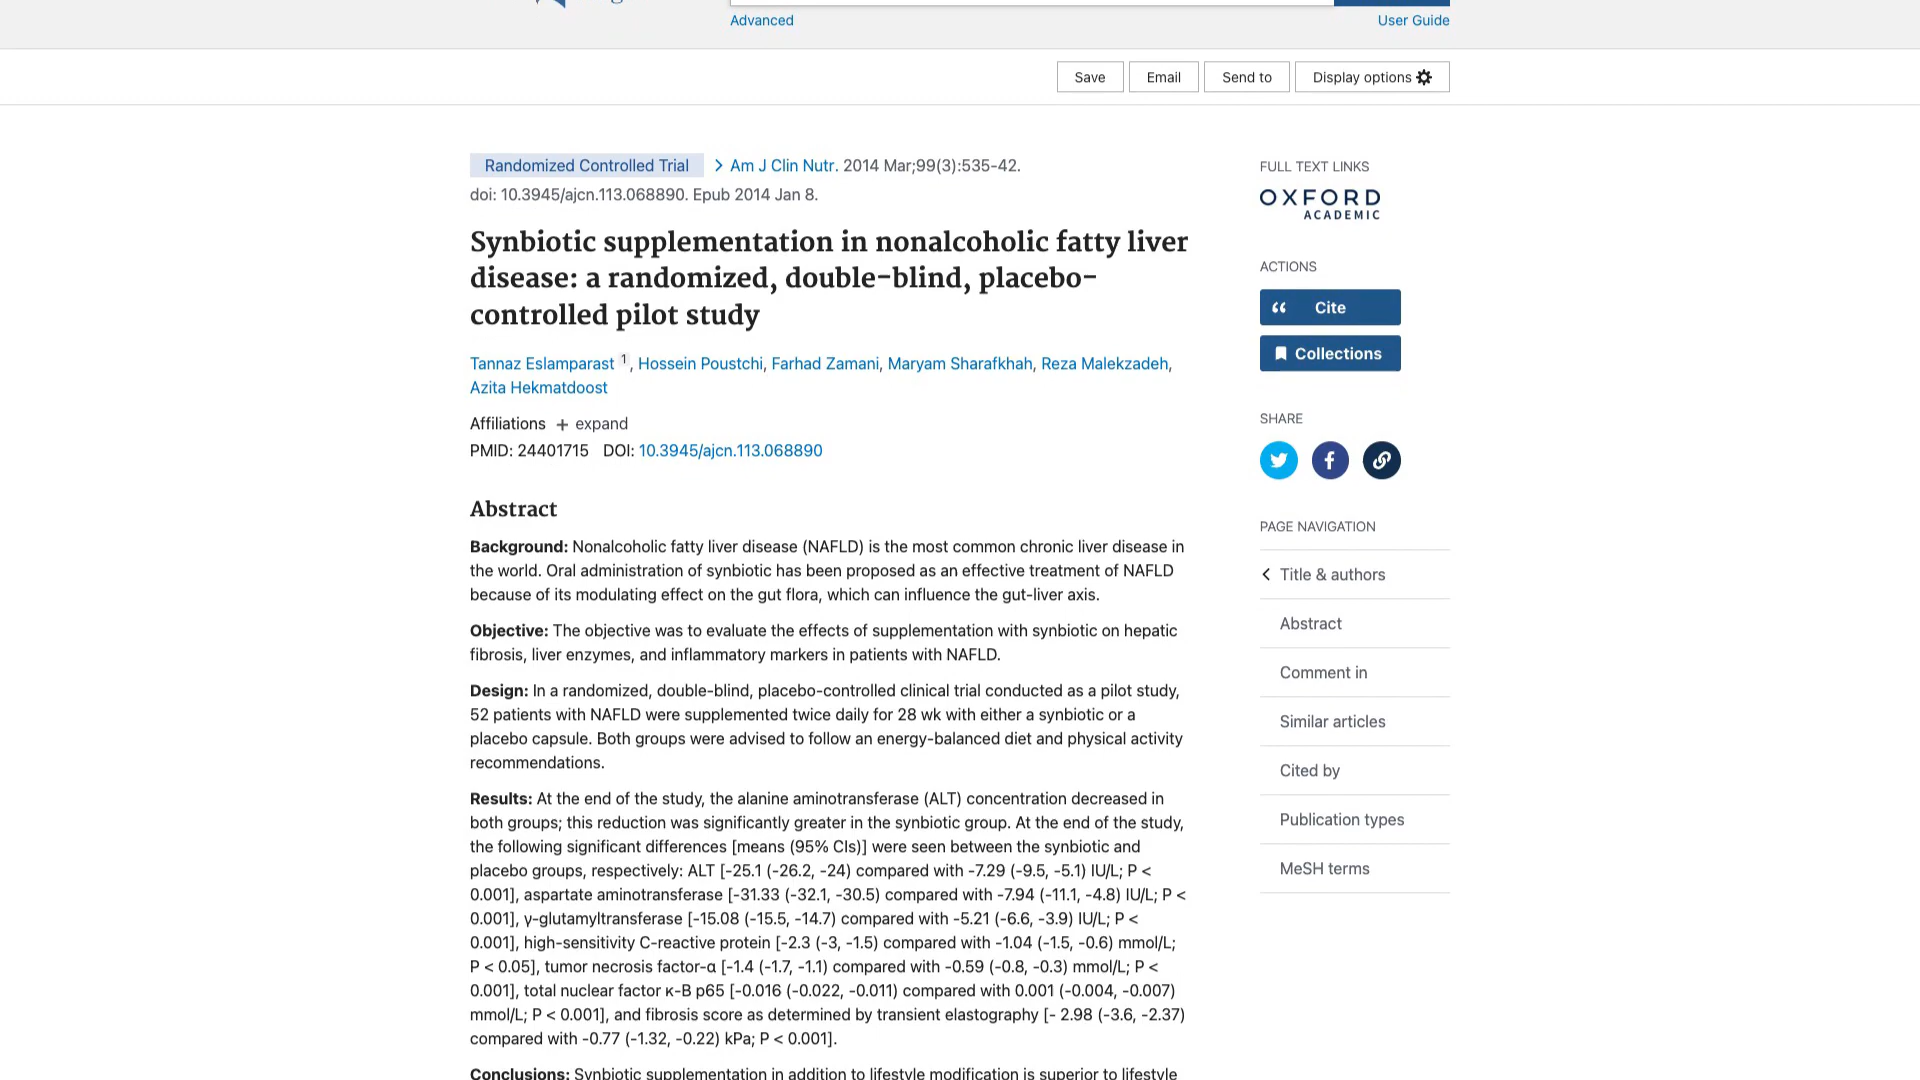 Advanced
User Guide
Save
Email
Send to
Display options
Randomized Controlled Trial
Am J Clin Nutr. 2014 Mar;99(3):535-42.
doi: 10.3945/ajcn.113.068890. Epub 2014 Jan 8.
Synbiotic supplementation in nonalcoholic fatty liver
disease: a randomized, double-blind, placebo-
controlled pilot study
Tannaz Eslamparast 1, Hossein Poustchi, Farhad Zamani, Maryam Sharafkhah, Reza Malekzadeh,
Azita Hekmatdoost
Affiliations + expand
PMID: 24401715 DOI: 10.3945/ajcn.113.068890
Abstract
Background: Nonalcoholic fatty liver disease (NAFLD) is the most common chronic liver disease in
the world. Oral administration of synbiotic has been proposed as an effective treatment of NAFLD
because of its modulating effect on the gut flora, which can influence the gut-liver axis.
Objective: The objective was to evaluate the effects of supplementation with synbiotic on hepatic
fibrosis, liver enzymes, and inflammatory markers in patients with NAFLD.
Design: In a randomized, double-blind, placebo-controlled clinical trial conducted as a pilot study,
52 patients with NAFLD were supplemented twice daily for 28 wk with either a synbiotic or a
placebo capsule. Both groups were advised to follow an energy-balanced diet and physical activity
recommendations.
Results: At the end of the study, the alanine aminotransferase (ALT) concentration decreased in
both groups; this reduction was significantly greater in the synbiotic group. At the end of the study,
the following significant differences [means (95% CIs)] were seen between the synbiotic and
placebo groups, respectively: ALT [-25.1 (-26.2, -24) compared with -7.29 (-9.5, -5.1) IU/L; P <
0.001], aspartate aminotransferase [-31.33 (-32.1, -30.5) compared with -7.94 (-11.1, -4.8) IU/L; P <
0.001], γ-glutamyltransferase [-15.08 (-15.5, -14.7) compared with -5.21 (-6.6, -3.9) IU/L; P <
0.001], high-sensitivity C-reactive protein [-2.3 (-3, -1.5) compared with -1.04 (-1.5, -0.6) mmol/L;
P < 0.05], tumor necrosis factor-α [-1.4 (-1.7, -1.1) compared with -0.59 (-0.8, -0.3) mmol/L; P <
0.001], total nuclear factor κ-B p65 [-0.016 (-0.022, -0.011) compared with 0.001 (-0.004, -0.007)
mmol/L; P < 0.001], and fibrosis score as determined by transient elastography [- 2.98 (-3.6, -2.37)
compared with -0.77 (-1.32, -0.22) kPa; P < 0.001].
Conclusions: Synbiotic supplementation in addition to lifestyle modification is superior to lifestyle
FULL TEXT LINKS
OXFORD
ACADEMIC
ACTIONS
Cite
Collections
SHARE
PAGE NAVIGATION
Title & authors
Abstract
Comment in
Similar articles
Cited by
Publication types
MeSH terms